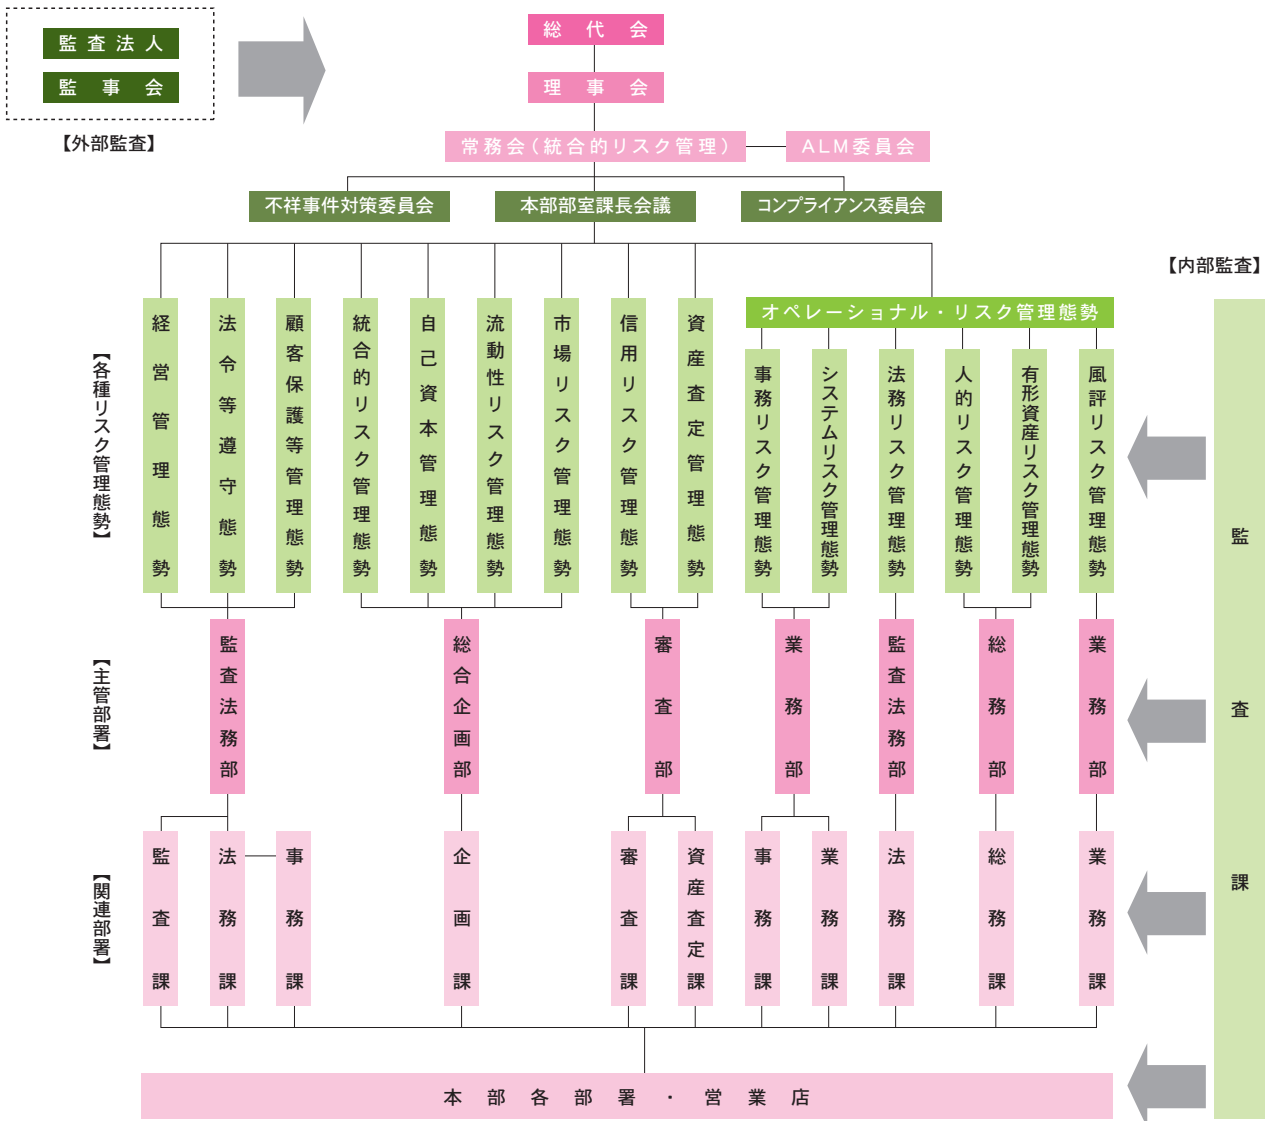 監査法人
監事会
【外部監査】
総代会
理事会
常務会(統合的リスク管理)
ALM委員会
不祥事件対策委員会
本部部室課長会議
コンプライアンス委員会
【内部監査】
【各種リスク管理態勢】
経営管理態勢
法令等遵守態勢
顧客保護等管理態勢
統合的リスク管理態勢
自己資本管理態勢
流動性リスク管理態勢
市場リスク管理態勢
信用リスク管理態勢
資産査定管理態勢
オペレーショナル・リスク管理態勢
事務リスク管理態勢
システムリスク管理態勢
法務リスク管理態勢
人的リスク管理態勢
有形資産リスク管理態勢
風評リスク管理態勢
【主管部署】
監査法務部
総合企画部
審査部
業務部
監査法務部
総務部
業務部
【関連部署】
監査課
法務課
事務課
企画課
審査課
資産査定課
事務課
業務課
法務課
総務課
業務課
監査課
本部各部署・営業店